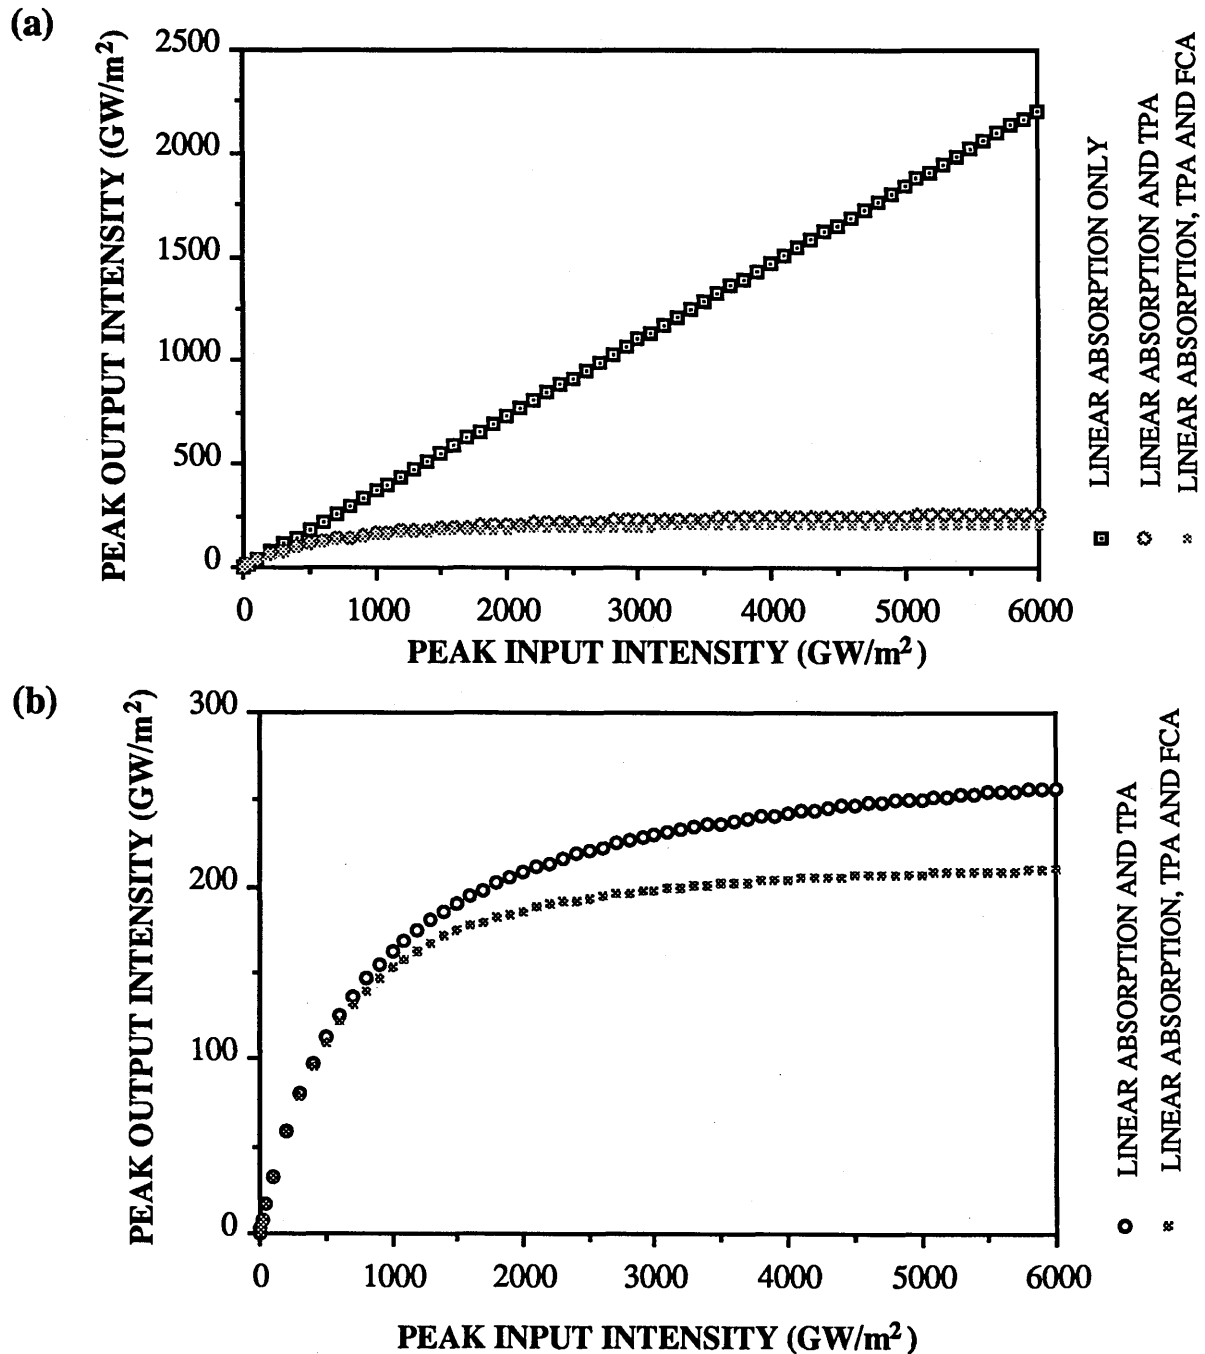 (a)
PEAK OUTPUT INTENSITY (GW/m²)
2500
2000
1500
1000
500
0
0 1000 2000 3000 4000 5000 6000
PEAK INPUT INTENSITY (GW/m²)
LINEAR ABSORPTION ONLY
LINEAR ABSORPTION AND TPA
LINEAR ABSORPTION, TPA AND FCA
(b)
PEAK OUTPUT INTENSITY (GW/m²)
300
200
100
0
0 1000 2000 3000 4000 5000 6000
PEAK INPUT INTENSITY (GW/m²)
LINEAR ABSORPTION AND TPA
LINEAR ABSORPTION, TPA AND FCA